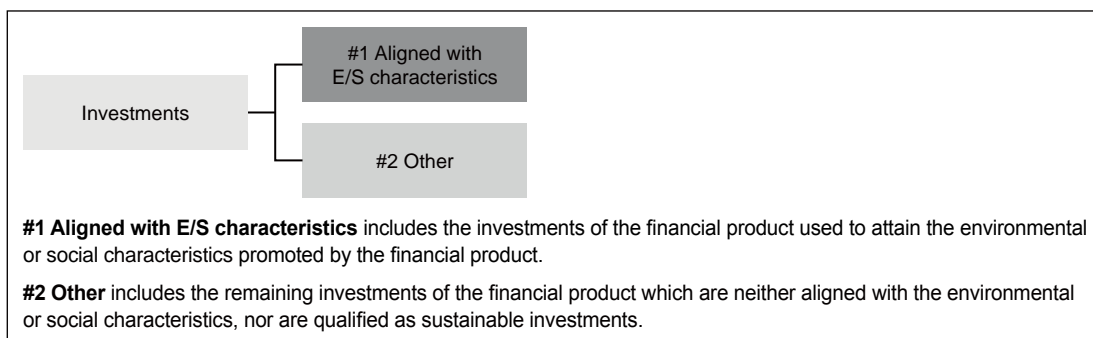 #1 Aligned with
E/S characteristics
Investments
#2 Other
#1 Aligned with E/S characteristics includes the investments of the financial product used to attain the environmental
or social characteristics promoted by the financial product.
#2 Other includes the remaining investments of the financial product which are neither aligned with the environmental
or social characteristics, nor are qualified as sustainable investments.